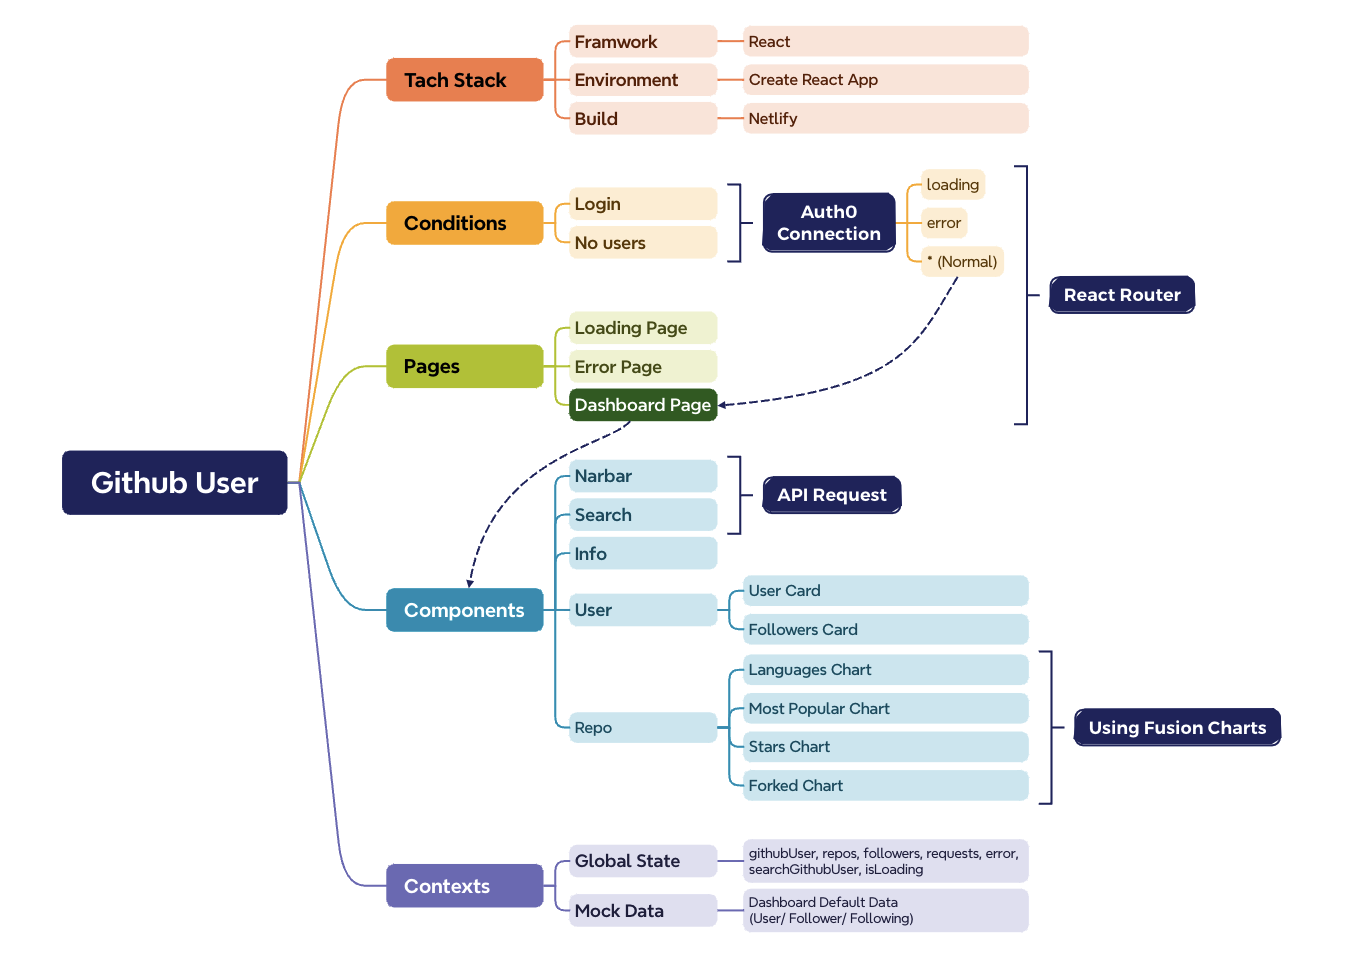 Github User
Tach Stack
Framwork
React
Environment
Create React App
Build
Netlify
Conditions
Login
No users
Auth0
Connection
loading
error
* (Normal)
React Router
Pages
Loading Page
Error Page
Dashboard Page
Components
Narbar
Search
API Request
Info
User
User Card
Followers Card
Repo
Languages Chart
Most Popular Chart
Stars Chart
Forked Chart
Using Fusion Charts
Contexts
Global State
githubUser, repos, followers, requests, error,
searchGithubUser, isLoading
Mock Data
Dashboard Default Data
(User/ Follower/ Following)